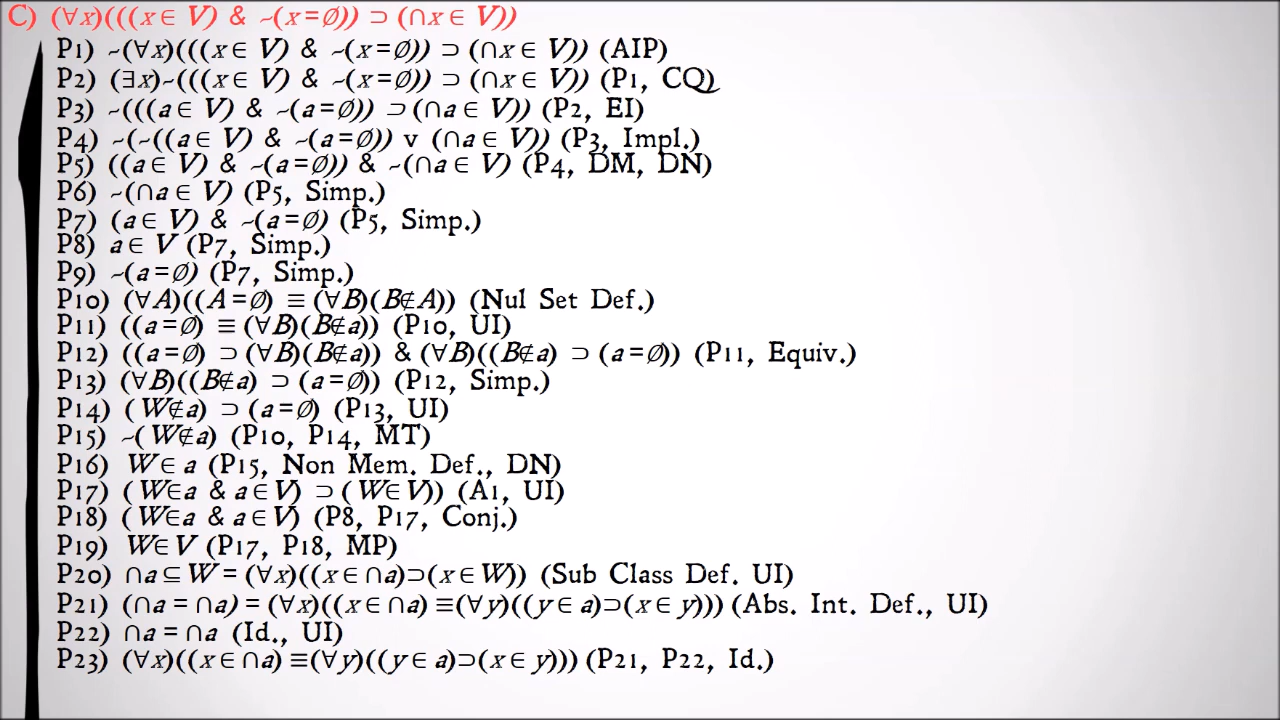 C) (∀x)(((x∈ V) & ~(x=∅)) ⊃ (∩x∈ V))
P1) ~(∀x)(((x∈ V) & ~(x=∅)) ⊃ (∩x∈ V)) (AIP)
P2) (∃x)~(((x∈ V) & ~(x=∅)) ⊃ (∩x∈ V)) (P1, CQ)
P3) ~(((a∈ V) & ~(a=∅)) ⊃(∩a∈ V)) (P2, EI)
P4) ~(~((a∈ V) & ~(a=∅)) v (∩a∈ V)) (P3, Impl.)
P5) ((a∈ V) & ~(a=∅)) & ~(∩a∈ V) (P4, DM, DN)
P6) ~(∩a∈ V) (P5, Simp.)
P7) (a∈ V) & ~(a=∅) (P5, Simp.)
P8) a∈ V (P7, Simp.)
P9) ~(a=∅) (P7, Simp.)
P10) (∀A)((A=∅) ≡ (∀B)(B∉A)) (Nul Set Def.)
P11) ((a=∅) ≡ (∀B)(B∉a)) (P10, UI)
P12) ((a=∅) ⊃ (∀B)(B∉a)) & (∀B)((B∉a) ⊃ (a=∅)) (P11, Equiv.)
P13) (∀B)((B∉a) ⊃ (a=∅)) (P12, Simp.)
P14) (W∉a) ⊃ (a=∅) (P13, UI)
P15) ~(W∉a) (P10, P14, MT)
P16) W∈a (P15, Non Mem. Def., DN)
P17) (W∈a & a∈V) ⊃(W∈V)) (A1, UI)
P18) (W∈a & a∈V) (P8, P17, Conj.)
P19) W∈V (P17, P18, MP)
P20) ∩a⊆W = (∀x)((x∈∩a)⊃(x∈W)) (Sub Class Def. UI)
P21) (∩a=∩a) = (∀x)((x∈∩a) ≡(∀y)((y∈a)⊃(x∈y))) (Abs. Int. Def., UI)
P22) ∩a=∩a (Id., UI)
P23) (∀x)((x∈∩a) ≡(∀y)((y∈a)⊃(x∈y))) (P21, P22, Id.)